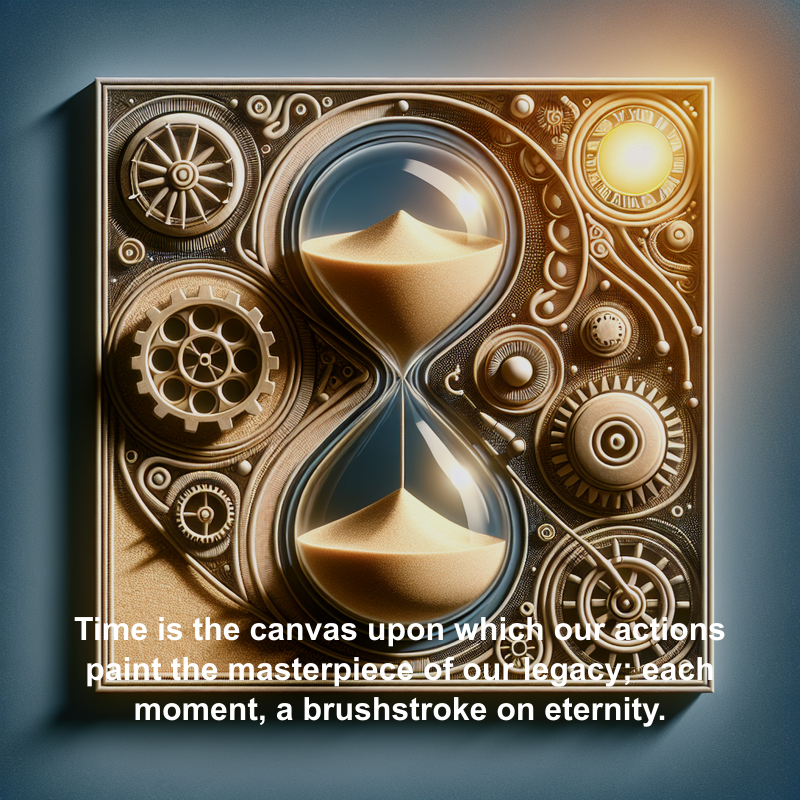 Time is the canvas upon which our actions
paint the masterpiece of our legacy; each
moment, a brushstroke on eternity.